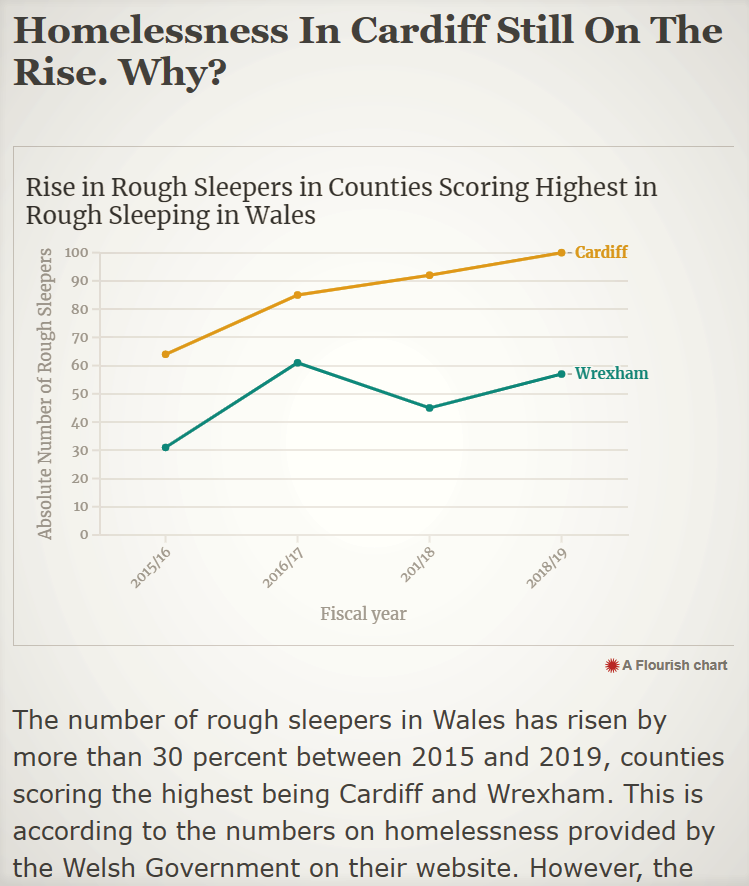 Homelessness In Cardiff Still On The
Rise. Why?
Rise in Rough Sleepers in Counties Scoring Highest in
Rough Sleeping in Wales
Absolute Number of Rough Sleepers
100
90
80
70
60
50
40
30
20
10
0
Cardiff
Wrexham
2015/16
2016/17
201/18
2018/19
Fiscal year
A Flourish chart
The number of rough sleepers in Wales has risen by
more than 30 percent between 2015 and 2019, counties
scoring the highest being Cardiff and Wrexham. This is
according to the numbers on homelessness provided by
the Welsh Government on their website. However, the